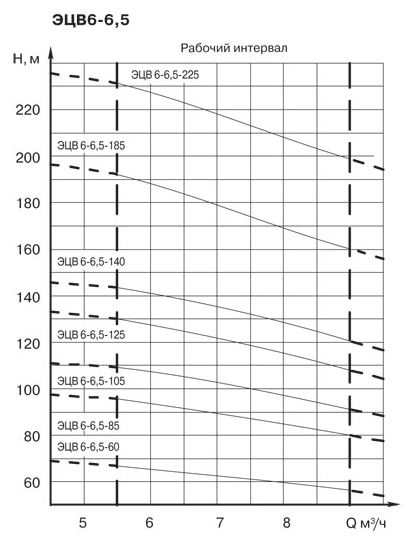 ЭЦВ6-6,5
Рабочий интервал
H, м
ЭЦВ 6-6,5-225
220
ЭЦВ 6-6,5-185
200
180
160
ЭЦВ 6-6,5-140
140
ЭЦВ 6-6,5-125
120
ЭЦВ 6-6,5-105
100
ЭЦВ 6-6,5-85
80
ЭЦВ 6-6,5-60
60
5 6 7 8 Q м³/ч